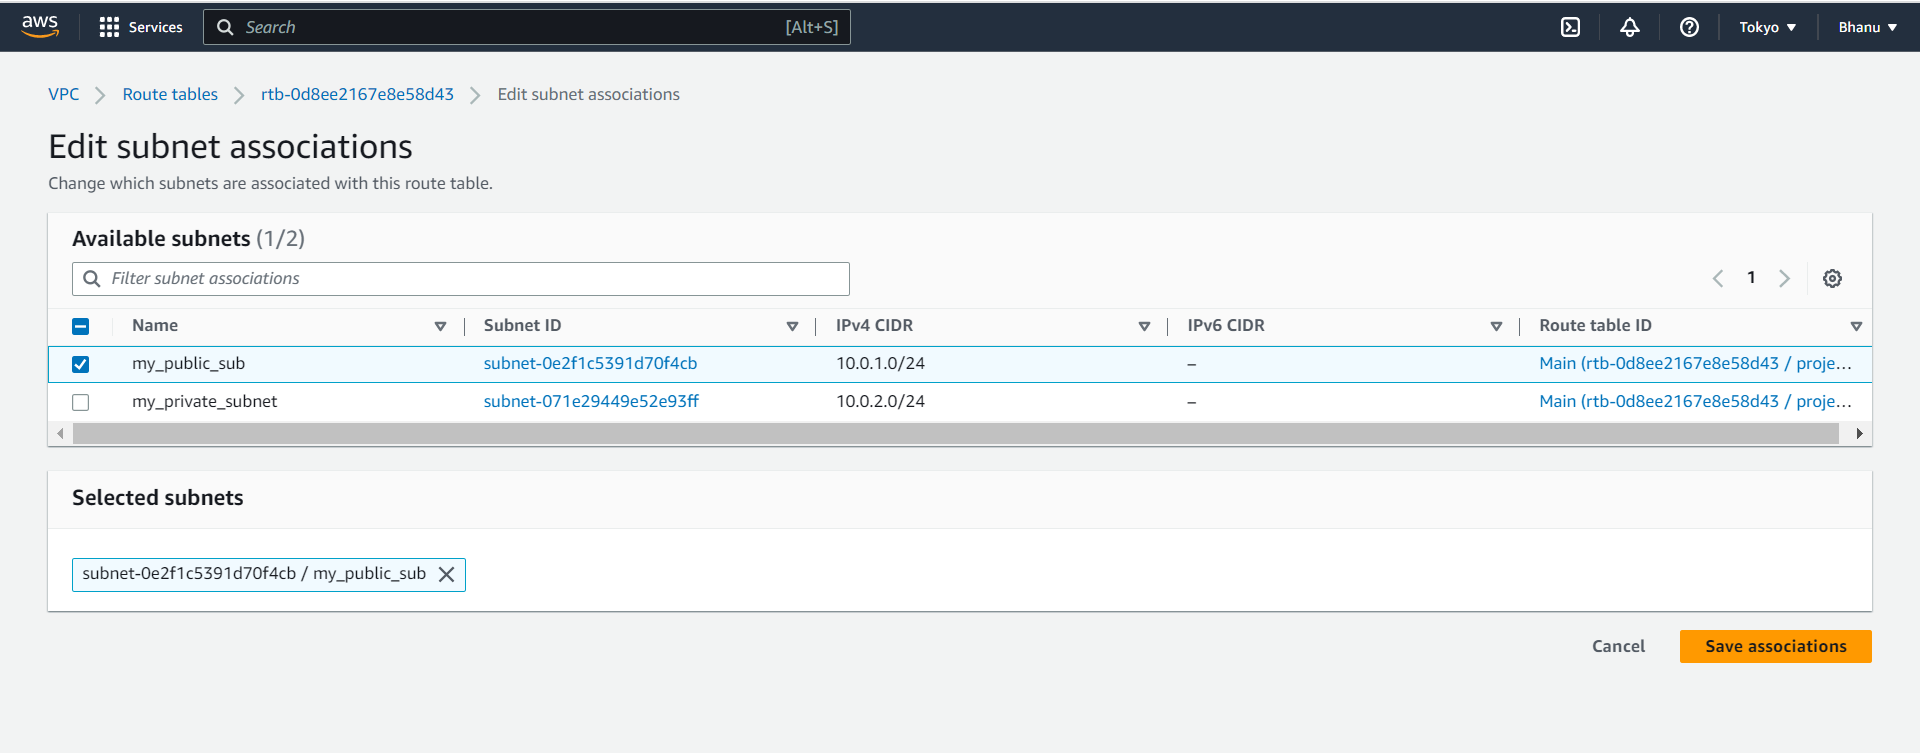 aws Services Search [Alt+S] Tokyo Bhanu
VPC Route tables rtb-0d8ee2167e8e58d43 Edit subnet associations
Edit subnet associations
Change which subnets are associated with this route table.
Available subnets (1/2)
Filter subnet associations 1
Name Subnet ID IPv4 CIDR IPv6 CIDR Route table ID
my_public_sub subnet-0e2f1c5391d70f4cb 10.0.1.0/24 – Main (rtb-0d8ee2167e8e58d43 / proje…
my_private_subnet subnet-071e29449e52e93ff 10.0.2.0/24 – Main (rtb-0d8ee2167e8e58d43 / proje…
Selected subnets
subnet-0e2f1c5391d70f4cb / my_public_sub
Cancel Save associations